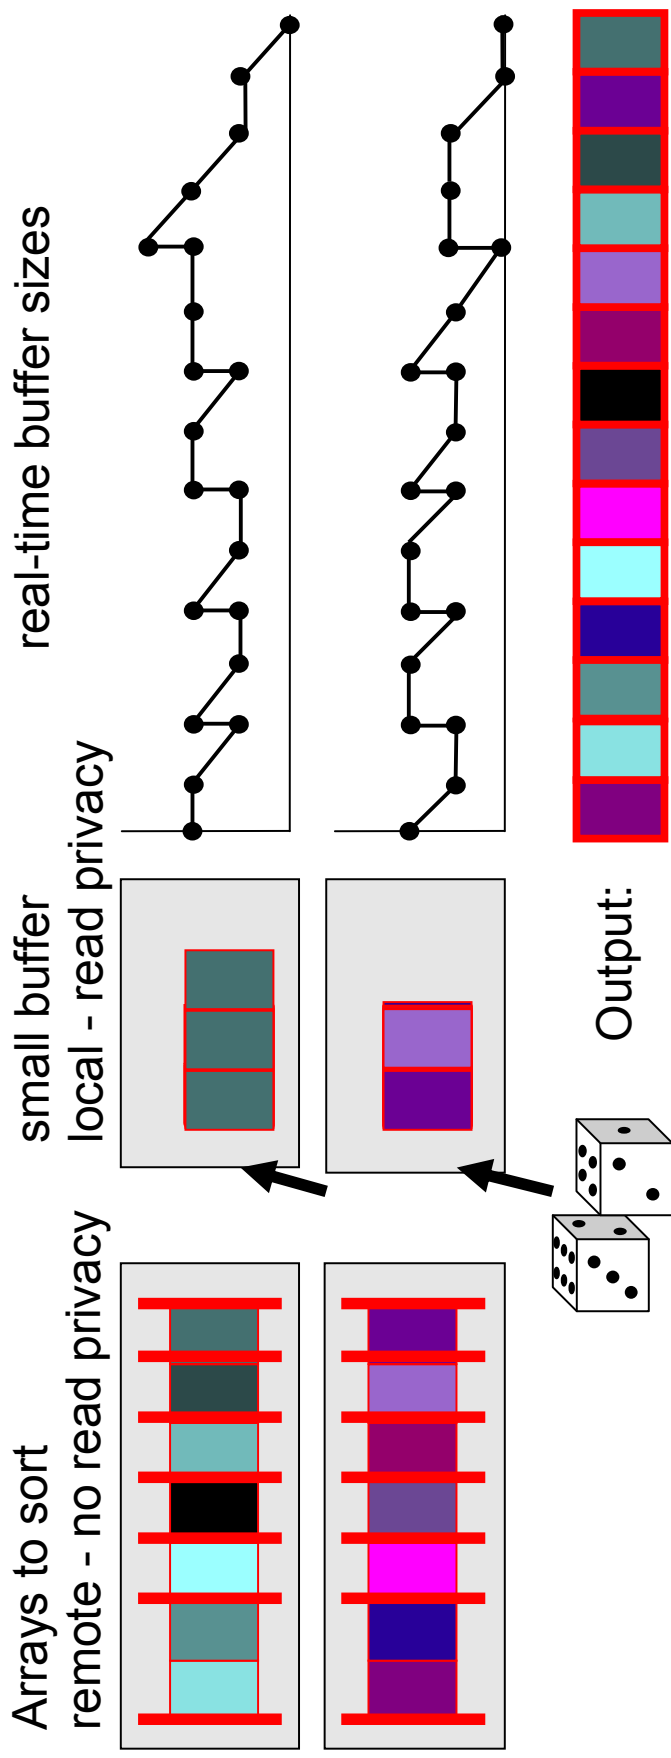 Arrays to sort
remote - no read privacy
small buffer
local - read privacy
real-time buffer sizes
Output: